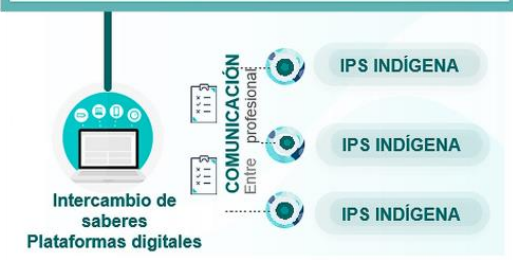 COMUNICACIÓN
Entre profesional
IPS INDÍGENA
IPS INDÍGENA
IPS INDÍGENA
Intercambio de
saberes
Plataformas digitales